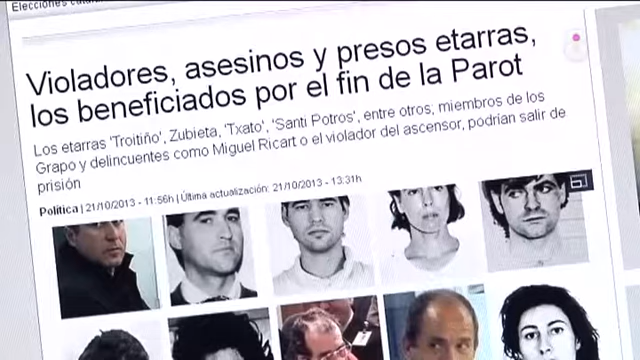 Elecciones
Violadores, asesinos y presos etarras,
los beneficiados por el fin de la Parot
Los etarras 'Troitiño', Zubieta, 'Txato', 'Santi Potros', entre otros; miembros de los
Grapo y delincuentes como Miguel Ricart o el violador del ascensor, podrían salir de
prisión
Política | 21/10/2013 - 11:56h | Última actualización: 21/10/2013 - 13:31h